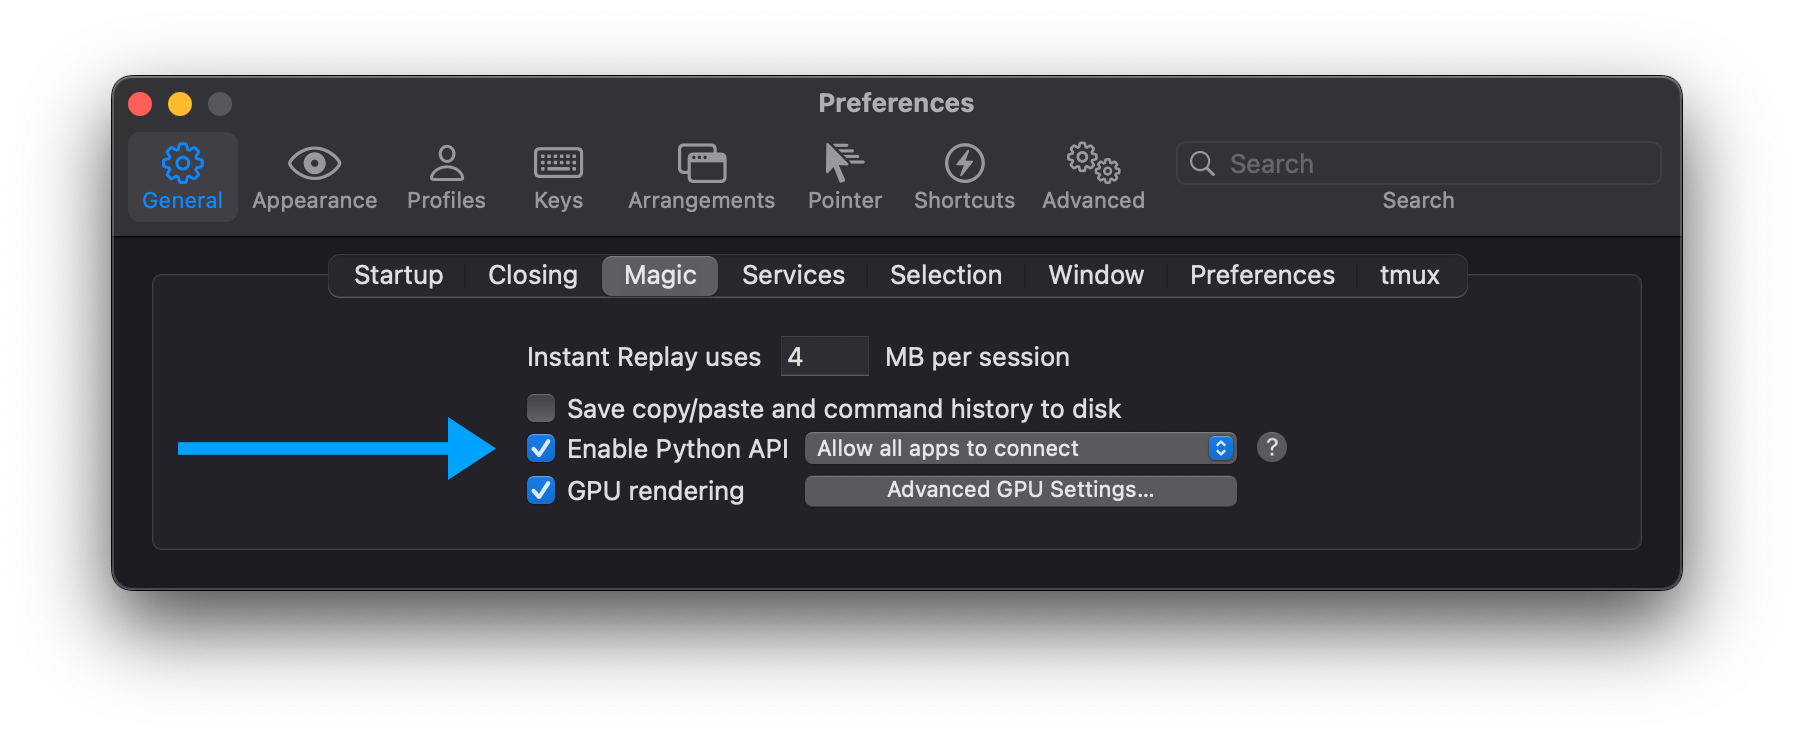 Preferences
General Appearance Profiles Keys Arrangements Pointer Shortcuts Advanced Search
Search
Startup Closing Magic Services Selection Window Preferences tmux
Instant Replay uses 4 MB per session
Save copy/paste and command history to disk
Enable Python API Allow all apps to connect ?
GPU rendering Advanced GPU Settings...